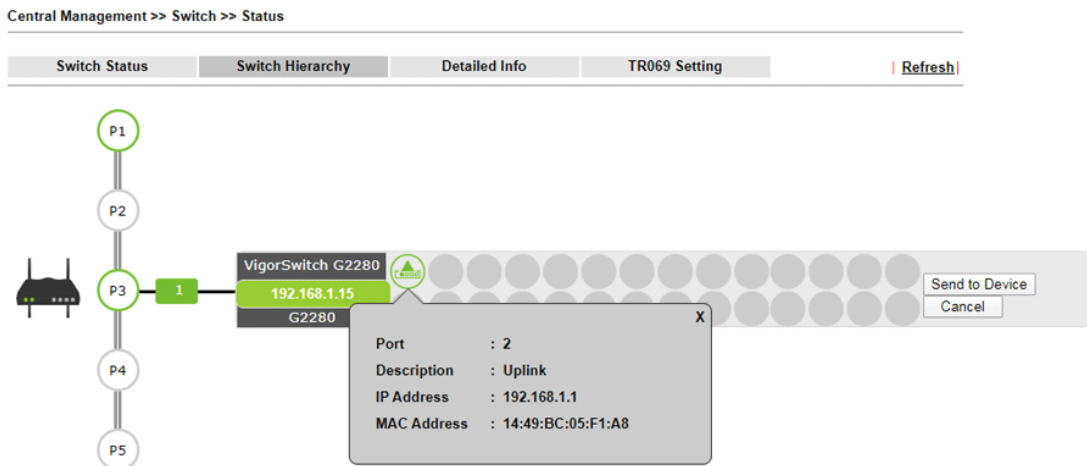 Central Management >> Switch >> Status
Switch Status Switch Hierarchy Detailed Info TR069 Setting | Refresh |
P1
P2
P3
1
VigorSwitch G2280
192.168.1.15
G2280
Send to Device
Cancel
X
Port : 2
Description : Uplink
IP Address : 192.168.1.1
MAC Address : 14:49:BC:05:F1:A8
P4
P5